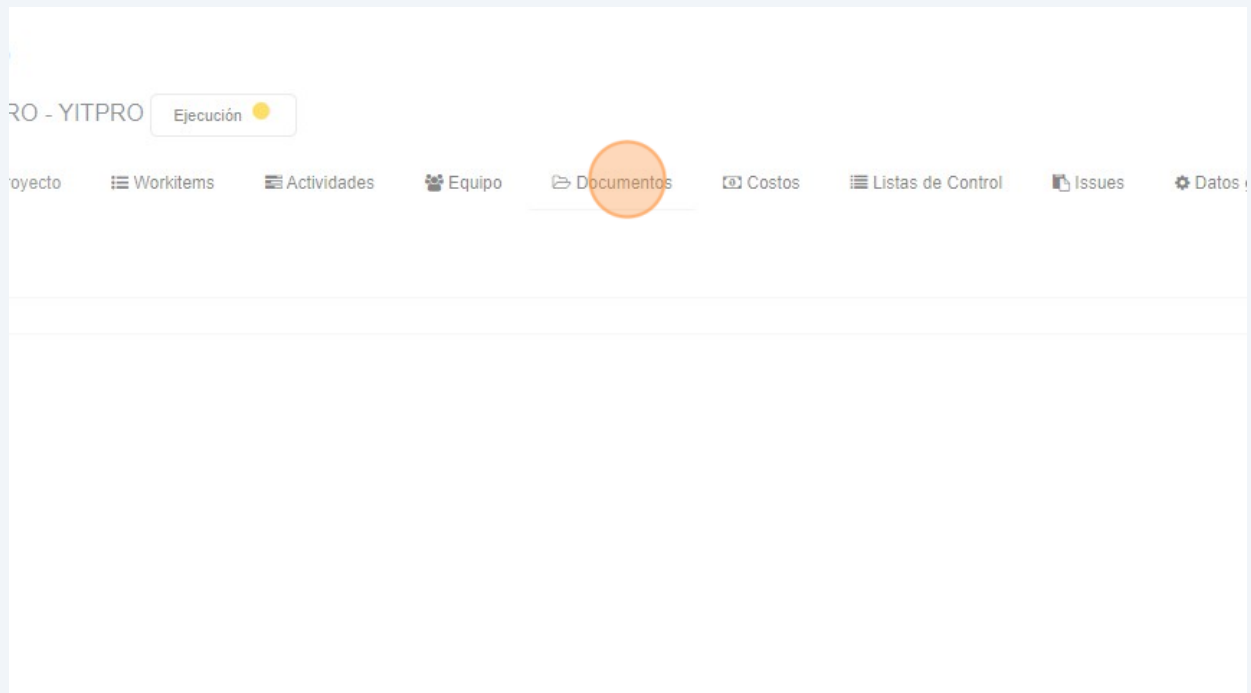 RO - YITPRO Ejecución
royecto Workitems Actividades Equipo Documentos Costos Listas de Control Issues Datos